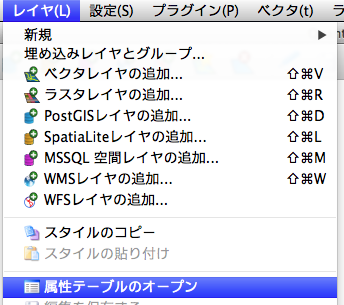 レイヤ(L) 設定(S) プラグイン(P) ベクタ(t) ラ
新規
埋め込みレイヤとグループ...
ベクタレイヤの追加... ⇧⌘V
ラスタレイヤの追加... ⇧⌘R
PostGISレイヤの追加... ⇧⌘D
SpatiaLiteレイヤの追加... ⇧⌘L
MSSQL 空間レイヤの追加... ⇧⌘M
WMSレイヤの追加... ⇧⌘W
WFSレイヤの追加...
スタイルのコピー
スタイルの貼り付け
属性テーブルのオープン